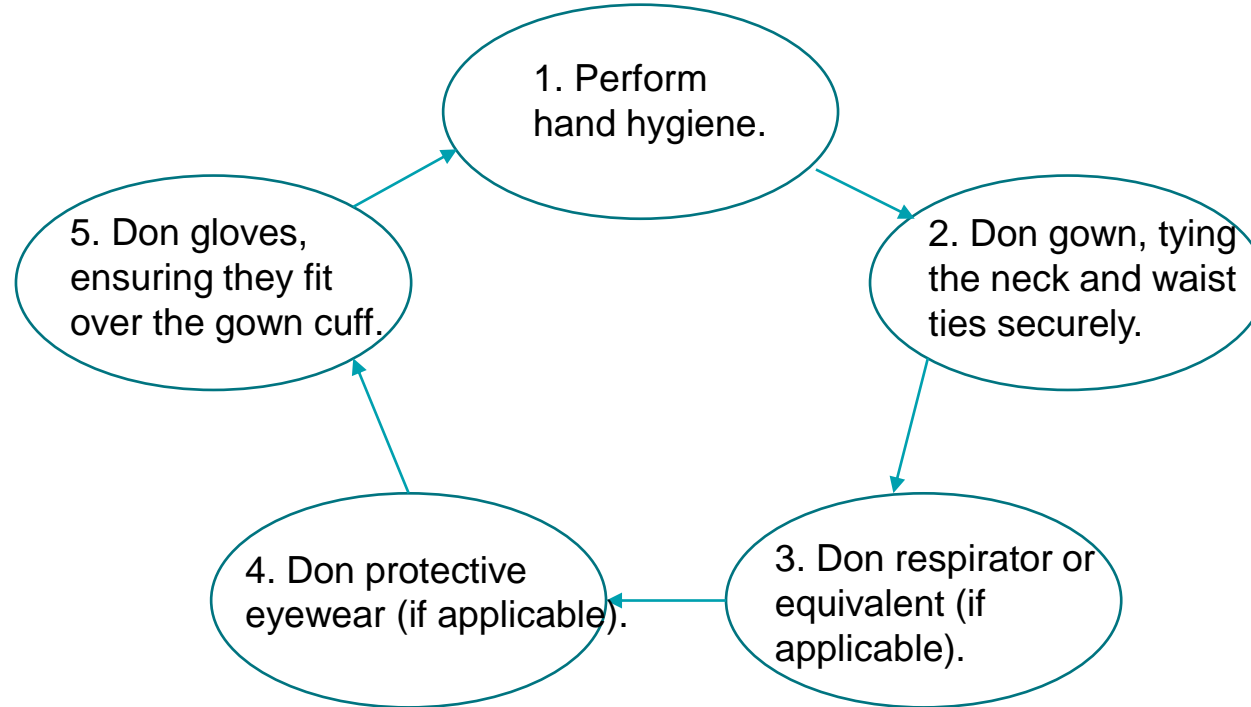 1. Perform
hand hygiene.
2. Don gown, tying
the neck and waist
ties securely.
3. Don respirator or
equivalent (if
applicable).
4. Don protective
eyewear (if applicable).
5. Don gloves,
ensuring they fit
over the gown cuff.